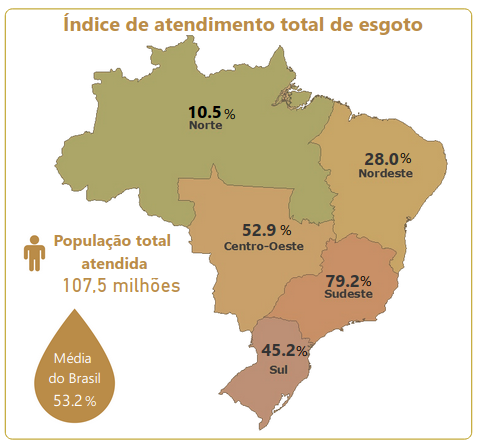 Índice de atendimento total de esgoto
10.5 %
Norte
28.0 %
Nordeste
52.9 %
Centro-Oeste
População total
atendida
107,5 milhões
79.2 %
Sudeste
45.2 %
Sul
Média
do Brasil
53.2 %